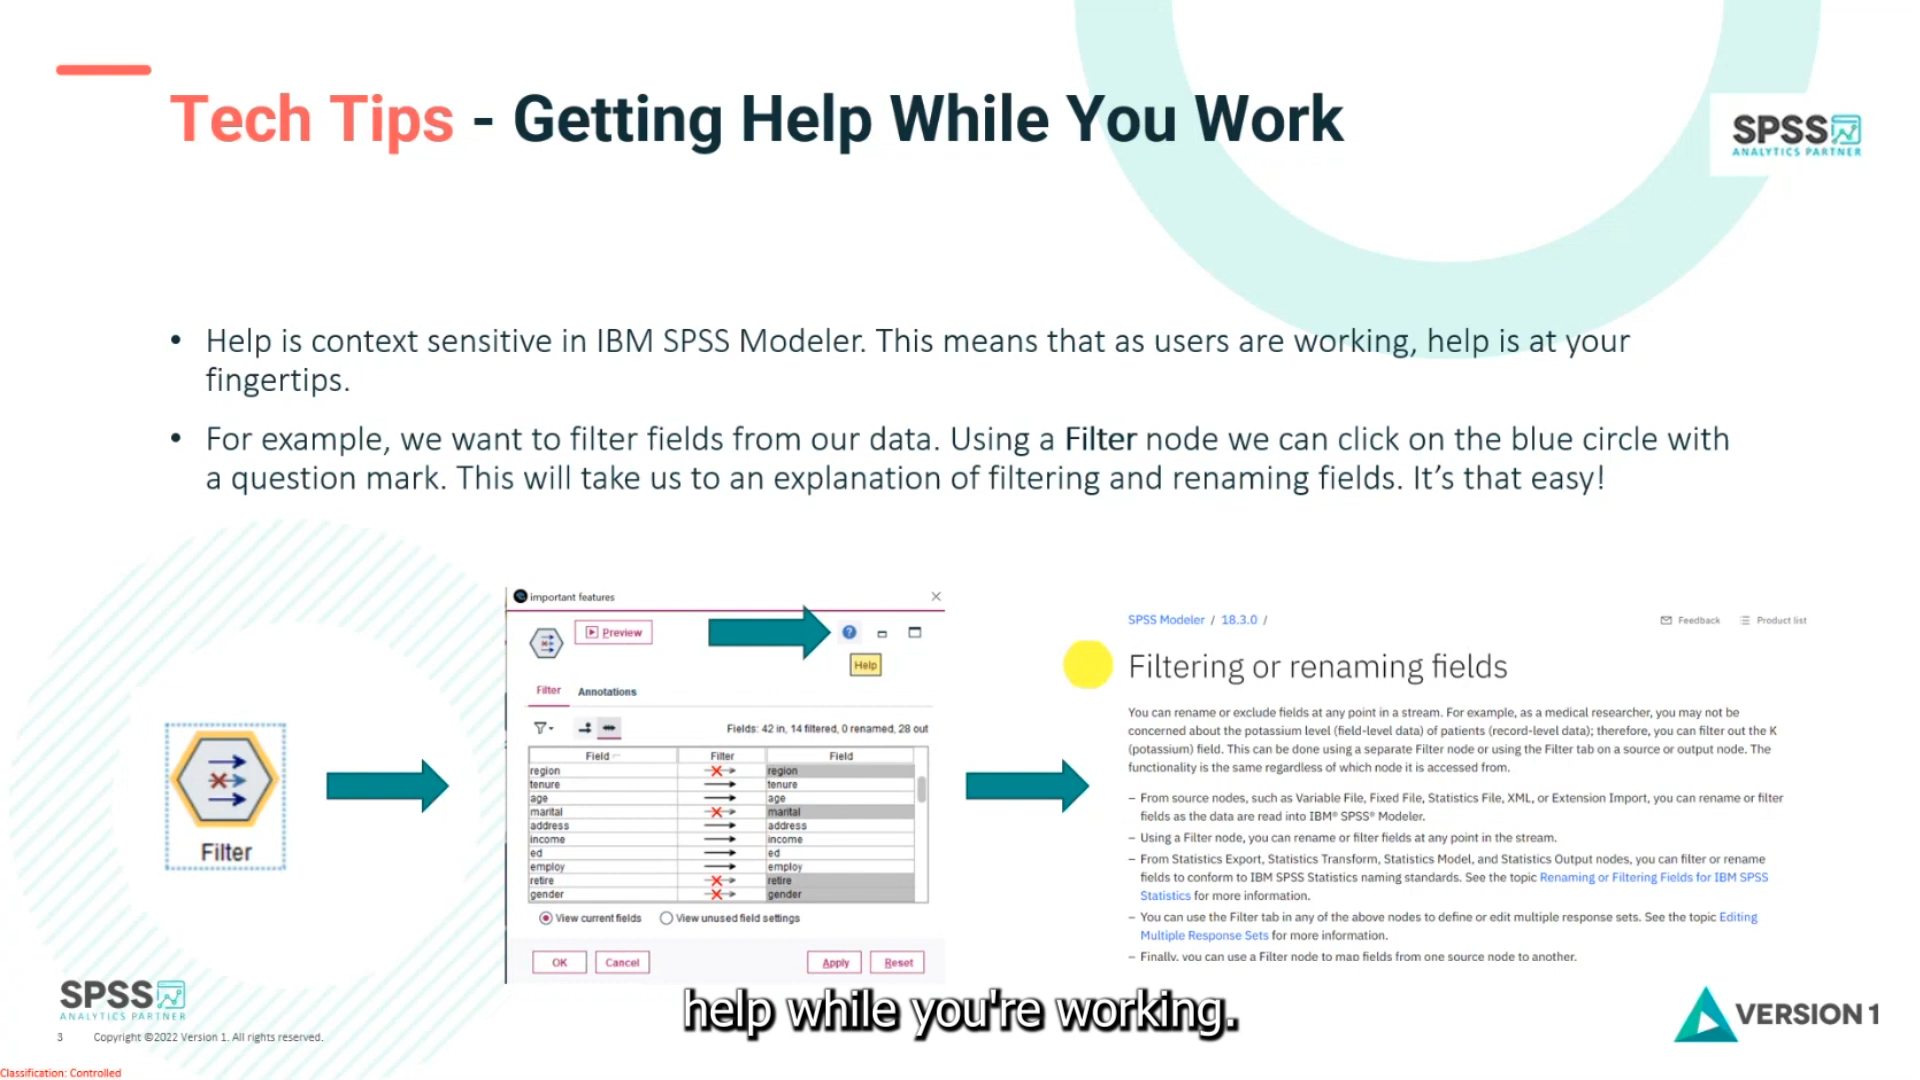 Tech Tips - Getting Help While You Work
SPSS
ANALYTICS PARTNER
• Help is context sensitive in IBM SPSS Modeler. This means that as users are working, help is at your
fingertips.
• For example, we want to filter fields from our data. Using a Filter node we can click on the blue circle with
a question mark. This will take us to an explanation of filtering and renaming fields. It's that easy!
Filter
important features
Preview
?
Help
Filter Annotations
Fields: 42 in, 14 filtered, 0 renamed, 28 out
Field Filter Field
region region
tenure tenure
age age
marital marital
address address
income income
ed ed
employ employ
retire retire
gender gender
View current fields View unused field settings
OK Cancel Apply Reset
SPSS Modeler / 18.3.0 /
Feedback Product list
Filtering or renaming fields
You can rename or exclude fields at any point in a stream. For example, as a medical researcher, you may not be
concerned about the potassium level (field-level data) of patients (record-level data); therefore, you can filter out the K
(potassium) field. This can be done using a separate Filter node or using the Filter tab on a source or output node. The
functionality is the same regardless of which node it is accessed from.
– From source nodes, such as Variable File, Fixed File, Statistics File, XML, or Extension Import, you can rename or filter
fields as the data are read into IBM® SPSS® Modeler.
– Using a Filter node, you can rename or filter fields at any point in the stream.
– From Statistics Export, Statistics Transform, Statistics Model, and Statistics Output nodes, you can filter or rename
fields to conform to IBM SPSS Statistics naming standards. See the topic Renaming or Filtering Fields for IBM SPSS
Statistics for more information.
– You can use the Filter tab in any of the above nodes to define or edit multiple response sets. See the topic Editing
Multiple Response Sets for more information.
– Finally, you can use a Filter node to map fields from one source node to another.
help while you're working.
SPSS
ANALYTICS PARTNER
3 Copyright ©2022 Version 1. All rights reserved.
VERSION 1
Classification: Controlled